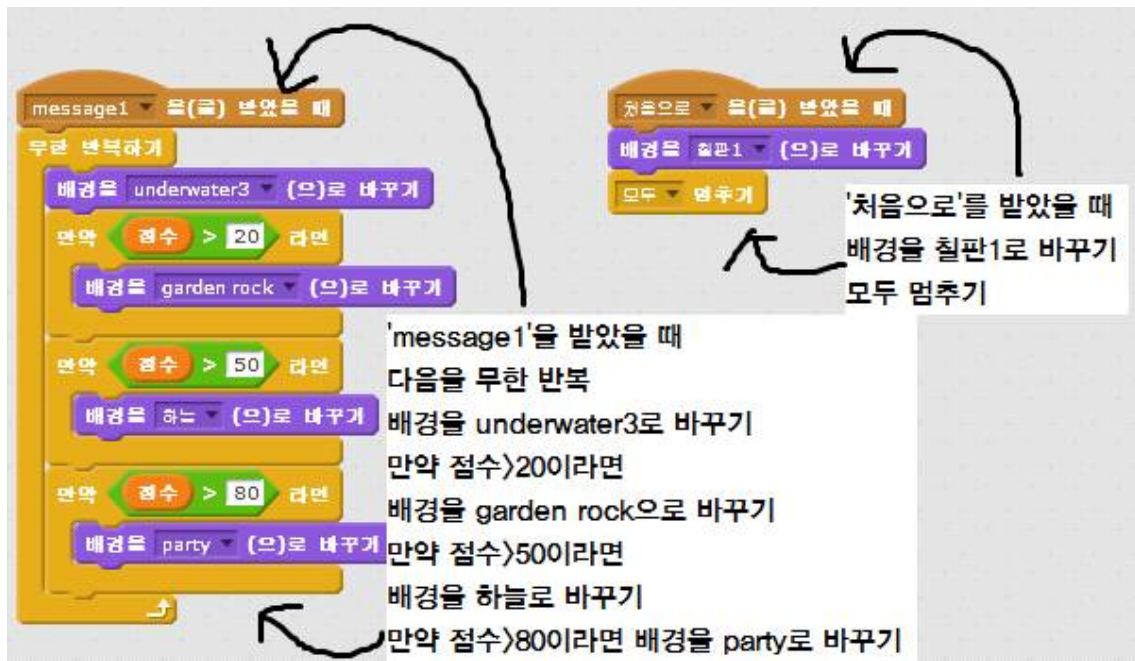 message1 을(를) 받았을 때
무한 반복하기
배경을 underwater3 (으)로 바꾸기
만약 점수 > 20 라면
배경을 garden rock (으)로 바꾸기
만약 점수 > 50 라면
배경을 하늘 (으)로 바꾸기
만약 점수 > 80 라면
배경을 party (으)로 바꾸기
처음으로 을(를) 받았을 때
배경을 칠판1 (으)로 바꾸기
모두 멈추기
'처음으로'를 받았을 때
배경을 칠판1로 바꾸기
모두 멈추기
'message1'을 받았을 때
다음을 무한 반복
배경을 underwater3로 바꾸기
만약 점수>20이라면
배경을 garden rock으로 바꾸기
만약 점수>50이라면
배경을 하늘로 바꾸기
만약 점수>80이라면 배경을 party로 바꾸기